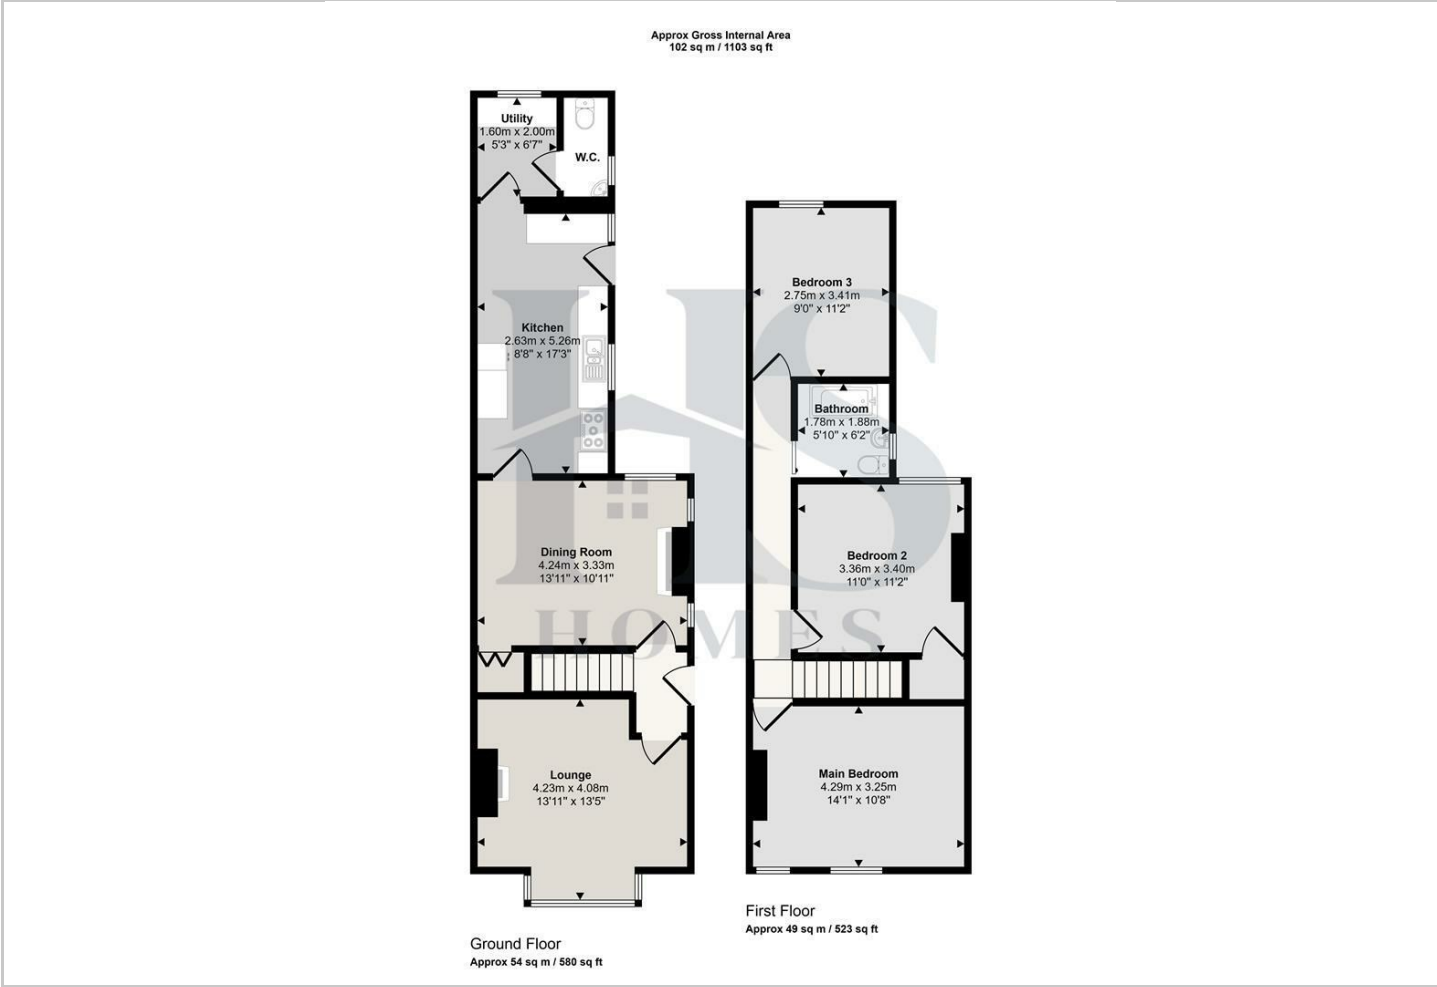 Approx Gross Internal Area
102 sq m / 1103 sq ft
Utility
1.60m x 2.00m
5'3" x 6'7"
W.C.
Kitchen
2.63m x 5.26m
8'8" x 17'3"
Dining Room
4.24m x 3.33m
13'11" x 10'11"
Lounge
4.23m x 4.08m
13'11" x 13'5"
Ground Floor
Approx 54 sq m / 580 sq ft
Bedroom 3
2.75m x 3.41m
9'0" x 11'2"
Bathroom
1.78m x 1.88m
5'10" x 6'2"
Bedroom 2
3.36m x 3.40m
11'0" x 11'2"
Main Bedroom
4.29m x 3.25m
14'1" x 10'8"
First Floor
Approx 49 sq m / 523 sq ft
HS
HOMES